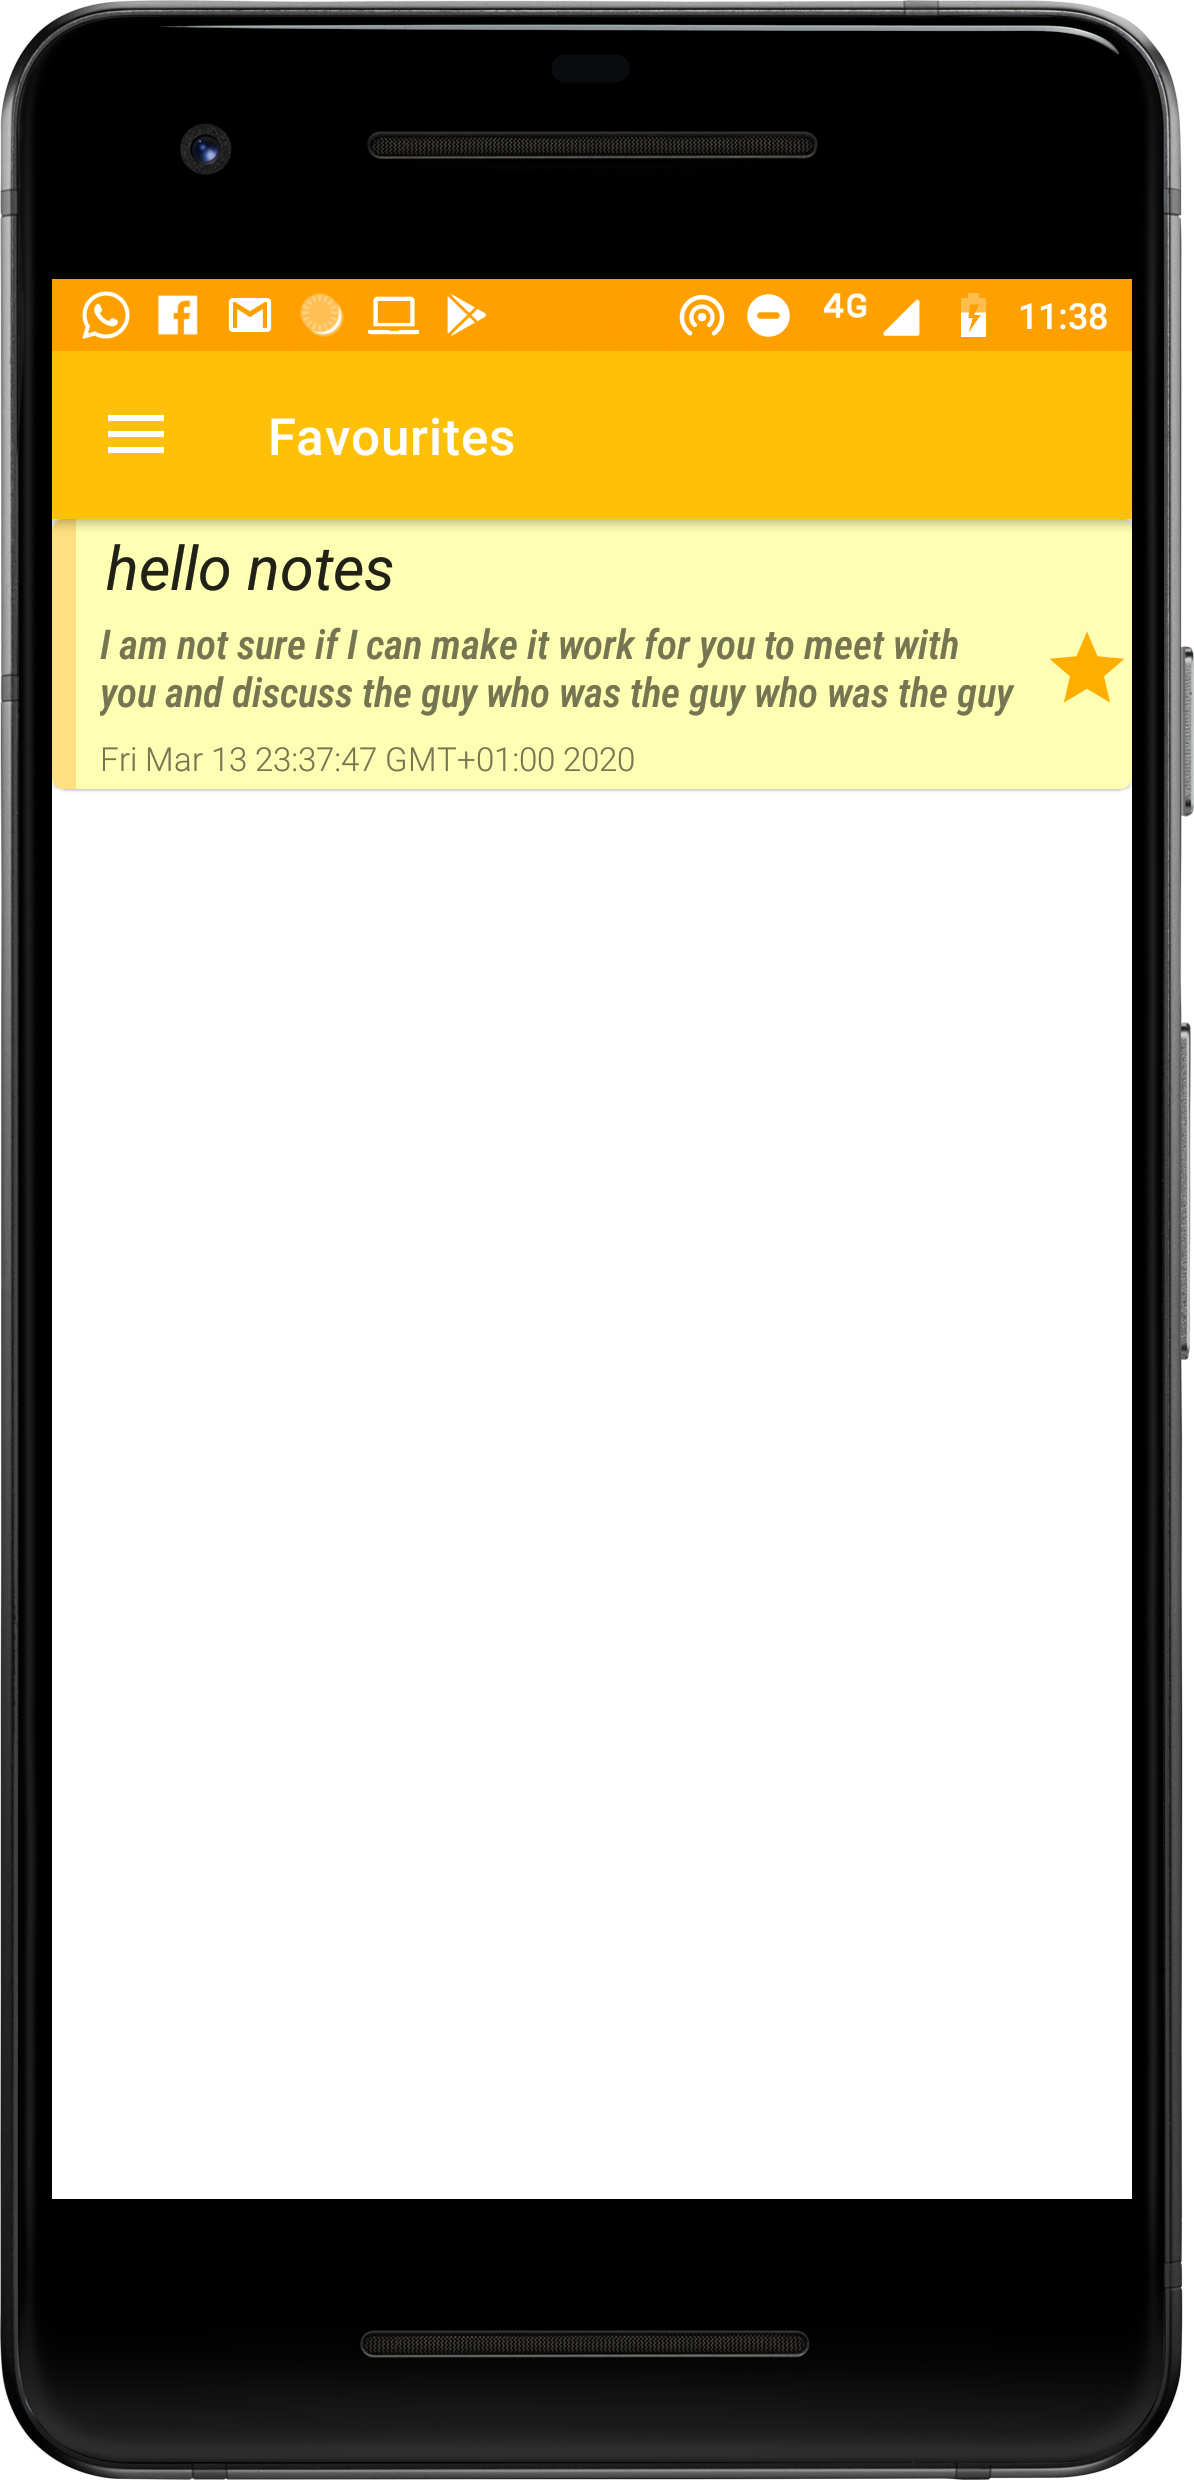 4G 11:38
Favourites
hello notes
I am not sure if I can make it work for you to meet with
you and discuss the guy who was the guy who was the guy
Fri Mar 13 23:37:47 GMT+01:00 2020